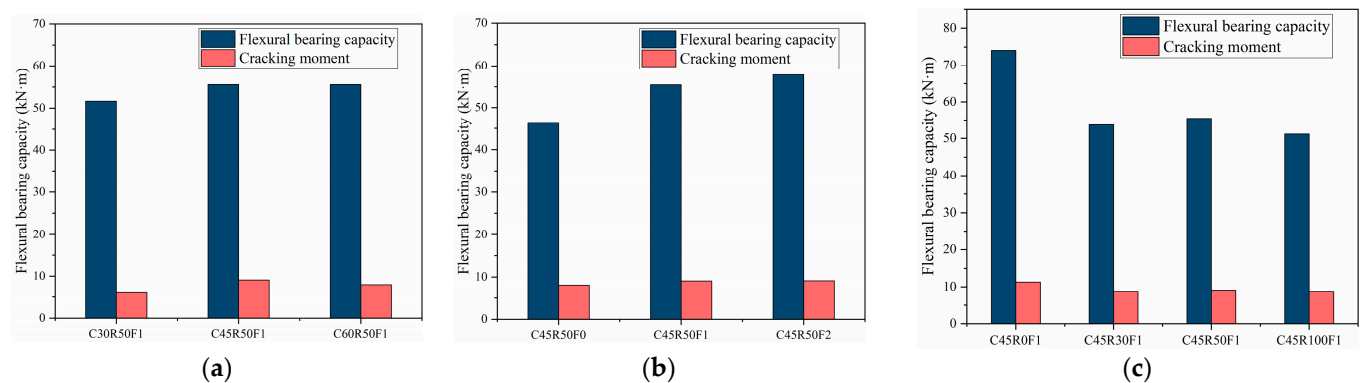 Flexural bearing capacity (kN·m)
70
60
50
40
30
20
10
0
Flexural bearing capacity
Cracking moment
C30R50F1
C45R50F1
C60R50F1
(a)
Flexural bearing capacity (kN·m)
70
60
50
40
30
20
10
0
Flexural bearing capacity
Cracking moment
C45R50F0
C45R50F1
C45R50F2
(b)
Flexural bearing capacity (kN·m)
80
70
60
50
40
30
20
10
0
Flexural bearing capacity
Cracking moment
C45R0F1
C45R30F1
C45R50F1
C45R100F1
(c)